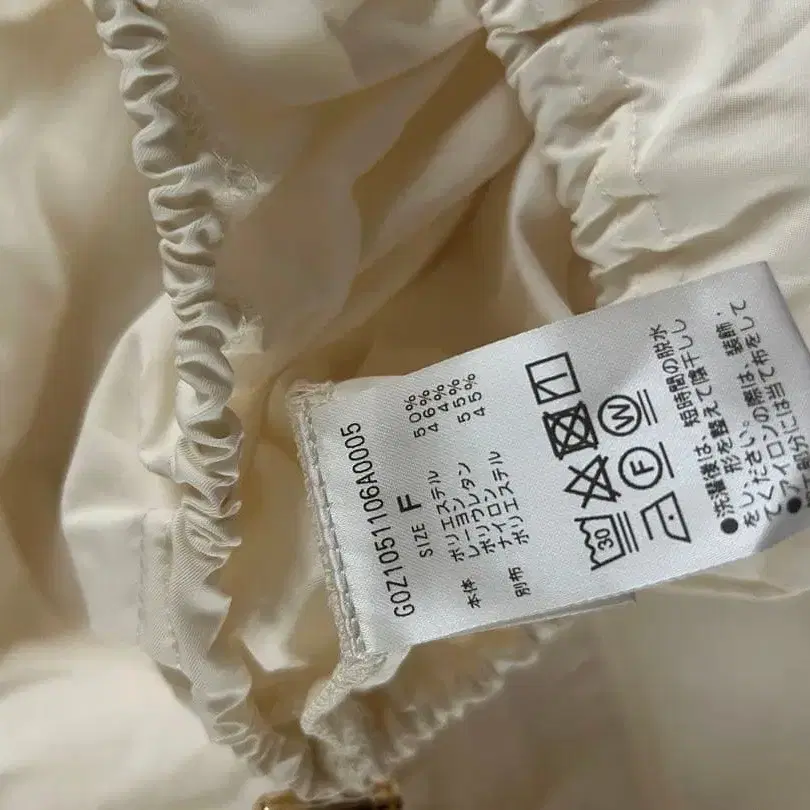 G0Z1051106A0005
SIZE F
本体 ポリエステル 50%
レーヨン 46%
ポリウレタン 4%
別布 ナイロン 55%
ポリエステル 45%
30
F
W
●洗濯後は、短時間の脱水
をし、形を整えて陰干しし
てください。
アイロンの際は、装飾・
部分には当て布をして